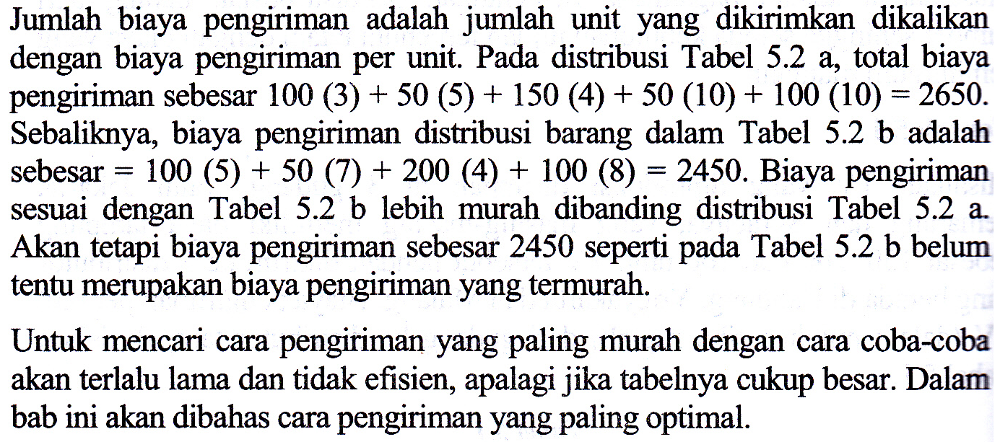 Jumlah biaya pengiriman adalah jumlah unit yang dikirimkan dikalikan
dengan biaya pengiriman per unit. Pada distribusi Tabel 5.2 a, total biaya
pengiriman sebesar 100 (3) + 50 (5) + 150 (4) + 50 (10) + 100 (10) = 2650.
Sebaliknya, biaya pengiriman distribusi barang dalam Tabel 5.2 b adalah
sebesar = 100 (5) + 50 (7) + 200 (4) + 100 (8) = 2450. Biaya pengiriman
sesuai dengan Tabel 5.2 b lebih murah dibanding distribusi Tabel 5.2 a.
Akan tetapi biaya pengiriman sebesar 2450 seperti pada Tabel 5.2 b belum
tentu merupakan biaya pengiriman yang termurah.
Untuk mencari cara pengiriman yang paling murah dengan cara coba-coba
akan terlalu lama dan tidak efisien, apalagi jika tabelnya cukup besar. Dalam
bab ini akan dibahas cara pengiriman yang paling optimal.